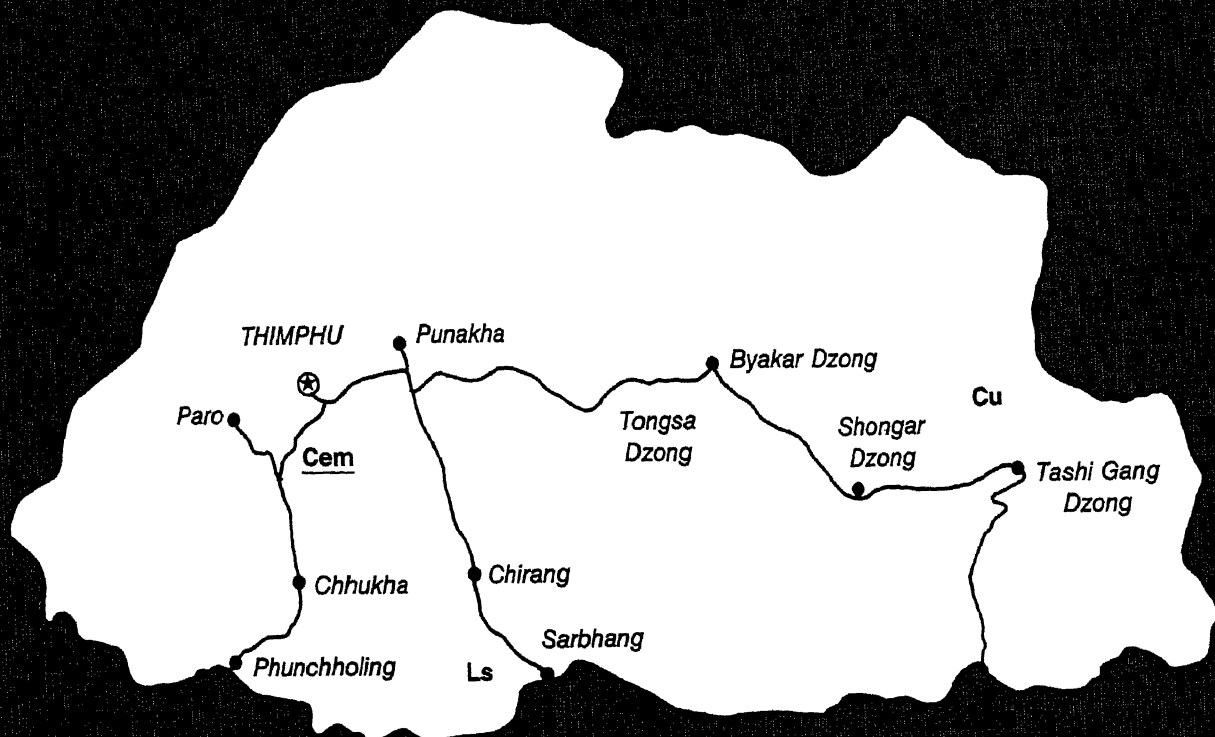 THIMPHU
Punakha
Byakar Dzong
Cu
Paro
Tongsa
Dzong
Shongar
Dzong
Cem
Tashi Gang
Dzong
Chhukha
Chirang
Sarbhang
Phunchholing
Ls